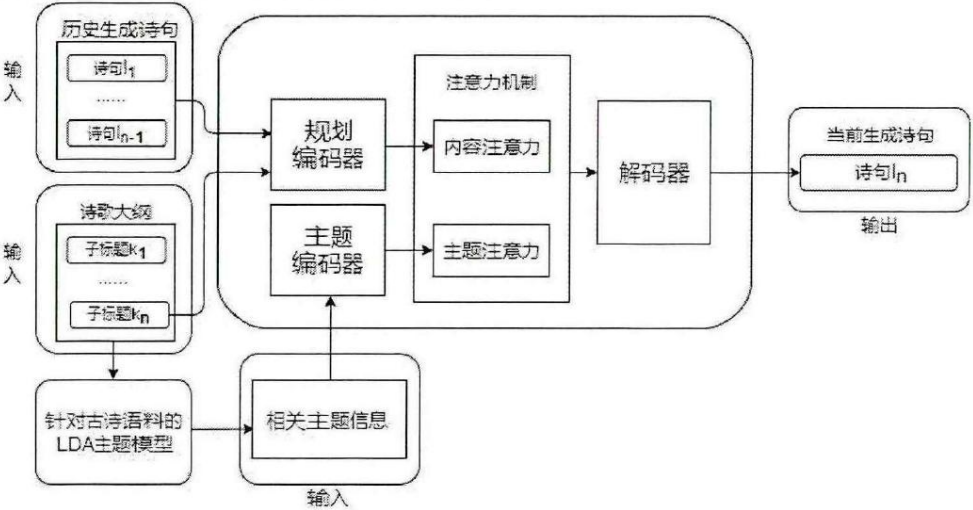 历史生成诗句
输入
诗句l1
......
诗句ln-1
诗歌大纲
输入
子标题k1
......
子标题kn
针对古诗语料的
LDA主题模型
规划
编码器
主题
编码器
注意力机制
内容注意力
主题注意力
解码器
当前生成诗句
诗句ln
输出
相关主题信息
输入